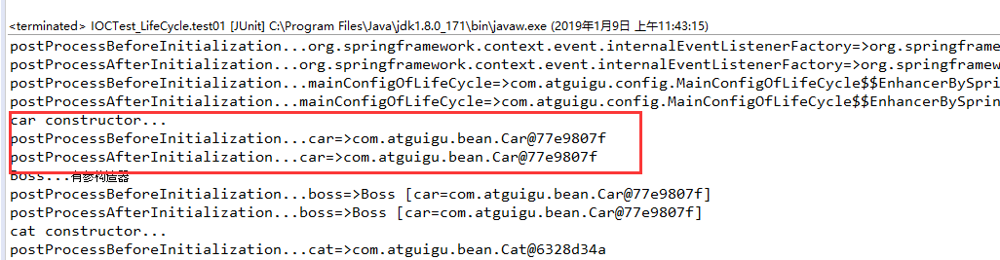 <terminated> IOCTest_LifeCycle.test01 [JUnit] C:\Program Files\Java\jdk1.8.0_171\bin\javaw.exe (2019年1月9日 上午11:43:15)
postProcessBeforeInitialization...org.springframework.context.event.internalEventListenerFactory=>org.springframe
postProcessAfterInitialization...org.springframework.context.event.internalEventListenerFactory=>org.springframew
postProcessBeforeInitialization...mainConfigOfLifeCycle=>com.atguigu.config.MainConfigOfLifeCycle$$EnhancerBySpri
postProcessAfterInitialization...mainConfigOfLifeCycle=>com.atguigu.config.MainConfigOfLifeCycle$$EnhancerBySprin
car constructor...
postProcessBeforeInitialization...car=>com.atguigu.bean.Car@77e9807f
postProcessAfterInitialization...car=>com.atguigu.bean.Car@77e9807f
Boss...有参构造器
postProcessBeforeInitialization...boss=>Boss [car=com.atguigu.bean.Car@77e9807f]
postProcessAfterInitialization...boss=>Boss [car=com.atguigu.bean.Car@77e9807f]
cat constructor...
postProcessBeforeInitialization...cat=>com.atguigu.bean.Cat@6328d34a